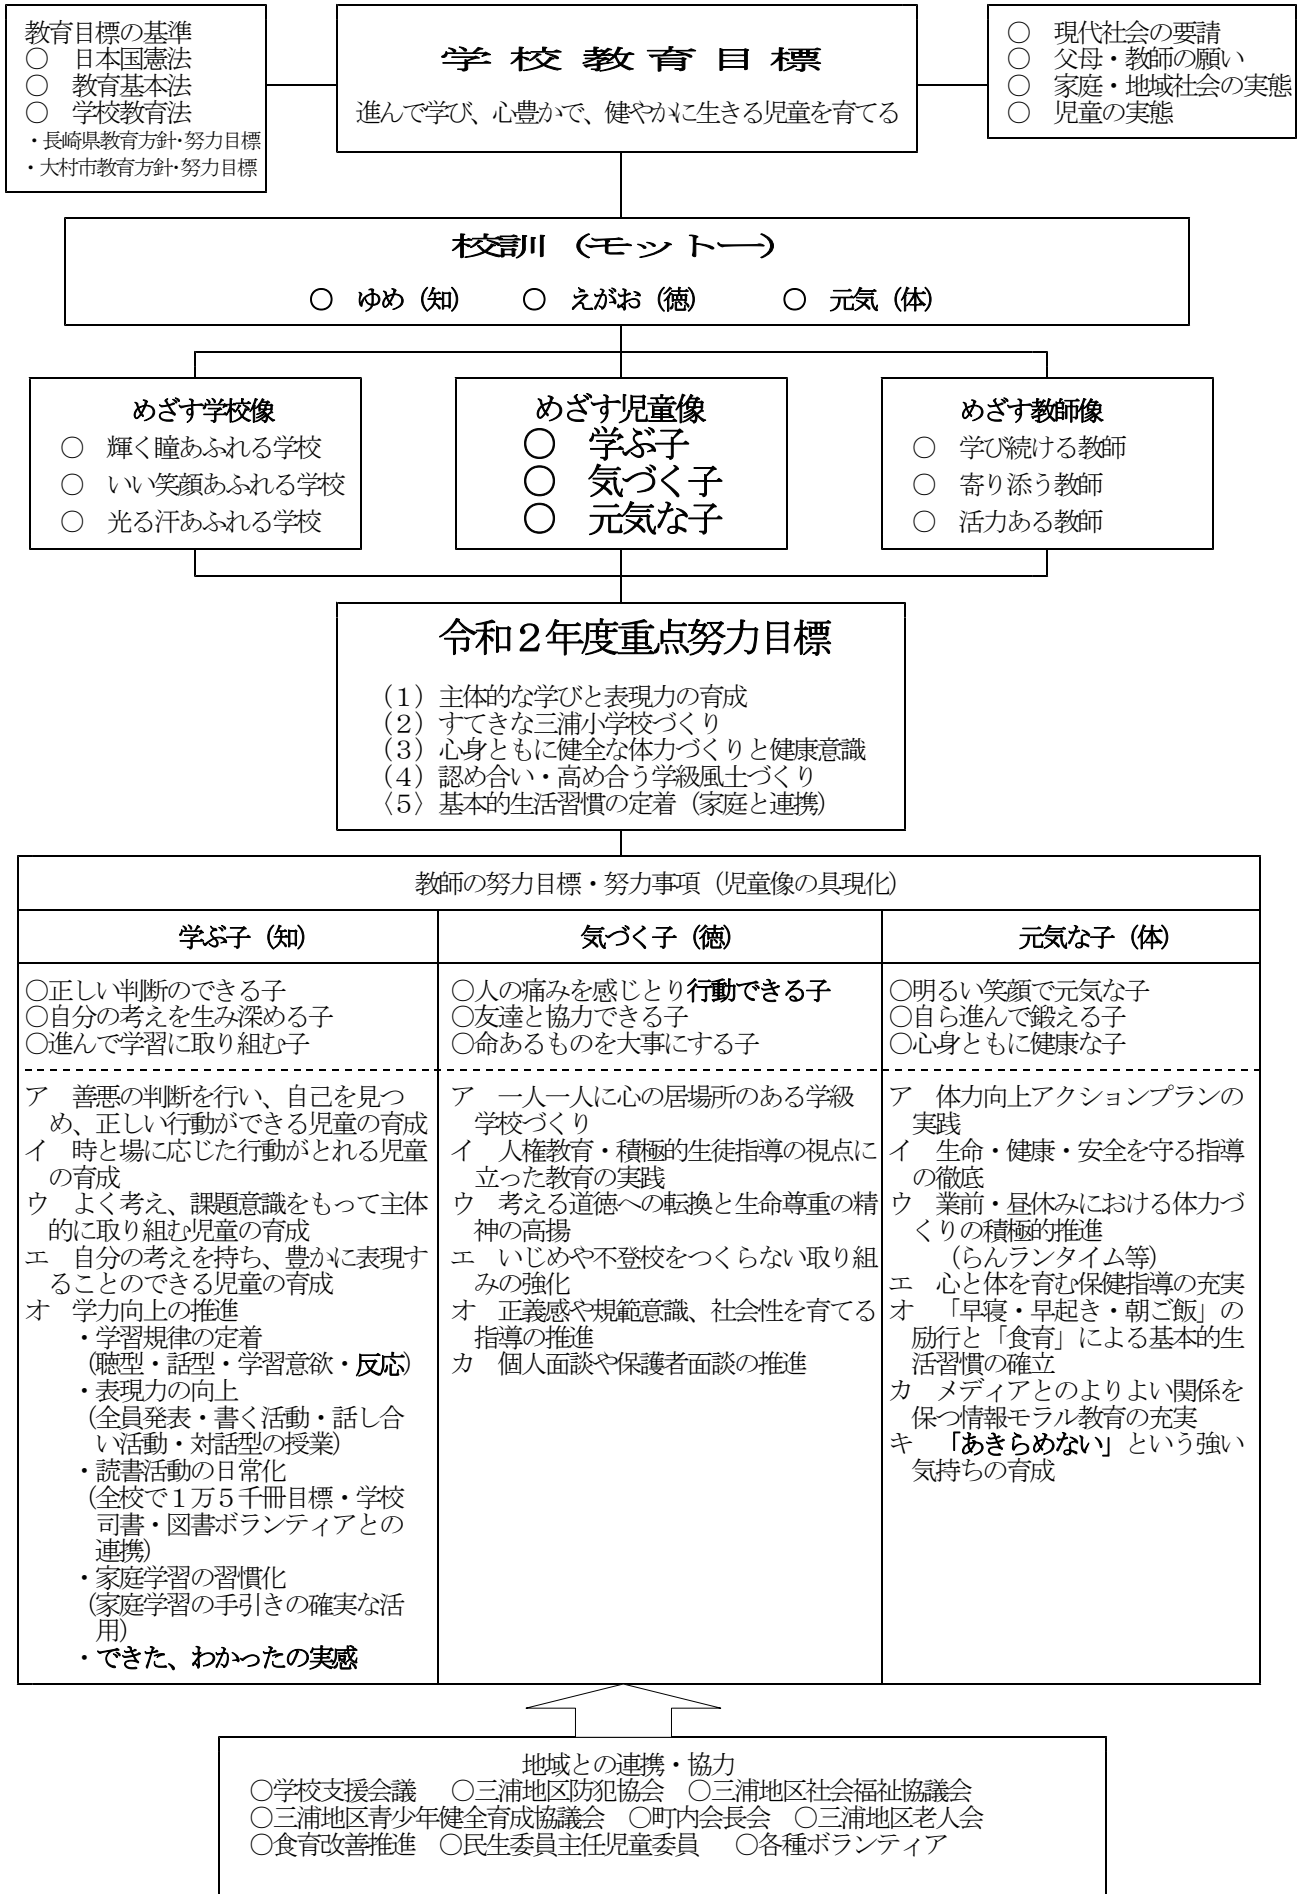 教育目標の基準
○　日本国憲法
○　教育基本法
○　学校教育法
・長崎県教育方針・努力目標
・大村市教育方針・努力目標
学校教育目標
進んで学び、心豊かで、健やかに生きる児童を育てる
○　現代社会の要請
○　父母・教師の願い
○　家庭・地域社会の実態
○　児童の実態
校訓（モットー）
○　ゆめ（知）　○　えがお（徳）　○　元気（体）
めざす学校像
○　輝く瞳あふれる学校
○　いい笑顔あふれる学校
○　光る汗あふれる学校
めざす児童像
○　学ぶ子
○　気づく子
○　元気な子
めざす教師像
○　学び続ける教師
○　寄り添う教師
○　活力ある教師
令和２年度重点努力目標
（１）主体的な学びと表現力の育成
（２）すてきな三浦小学校づくり
（３）心身ともに健全な体力づくりと健康意識
（４）認め合い・高め合う学級風土づくり
〈５〉基本的生活習慣の定着（家庭と連携）
教師の努力目標・努力事項（児童像の具現化）
学ぶ子（知）
○正しい判断のできる子
○自分の考えを生み深める子
○進んで学習に取り組む子
ア　善悪の判断を行い、自己を見つ
め、正しい行動ができる児童の育成
イ　時と場に応じた行動がとれる児童
の育成
ウ　よく考え、課題意識をもって主体
的に取り組む児童の育成
エ　自分の考えを持ち、豊かに表現す
ることのできる児童の育成
オ　学力向上の推進
・学習規律の定着
（聴型・話型・学習意欲・反応）
・表現力の向上
（全員発表・書く活動・話し合
い活動・対話型の授業）
・読書活動の日常化
（全校で１万５千冊目標・学校
司書・図書ボランティアとの
連携）
・家庭学習の習慣化
（家庭学習の手引きの確実な活
用）
・できた、わかったの実感
気づく子（徳）
○人の痛みを感じとり行動できる子
○友達と協力できる子
○命あるものを大事にする子
ア　一人一人に心の居場所のある学級
学校づくり
イ　人権教育・積極的生徒指導の視点に
立った教育の実践
ウ　考える道徳への転換と生命尊重の精
神の高揚
エ　いじめや不登校をつくらない取り組
みの強化
オ　正義感や規範意識、社会性を育てる
指導の推進
カ　個人面談や保護者面談の推進
元気な子（体）
○明るい笑顔で元気な子
○自ら進んで鍛える子
○心身ともに健康な子
ア　体力向上アクションプランの
実践
イ　生命・健康・安全を守る指導
の徹底
ウ　業前・昼休みにおける体力づ
くりの積極的推進
（らんランタイム等）
エ　心と体を育む保健指導の充実
オ　「早寝・早起き・朝ご飯」の
励行と「食育」による基本的生
活習慣の確立
カ　メディアとのよりよい関係を
保つ情報モラル教育の充実
キ　「あきらめない」という強い
気持ちの育成
地域との連携・協力
○学校支援会議　○三浦地区防犯協会　○三浦地区社会福祉協議会
○三浦地区青少年健全育成協議会　○町内会長会　○三浦地区老人会
○食育改善推進　○民生委員主任児童委員　○各種ボランティア